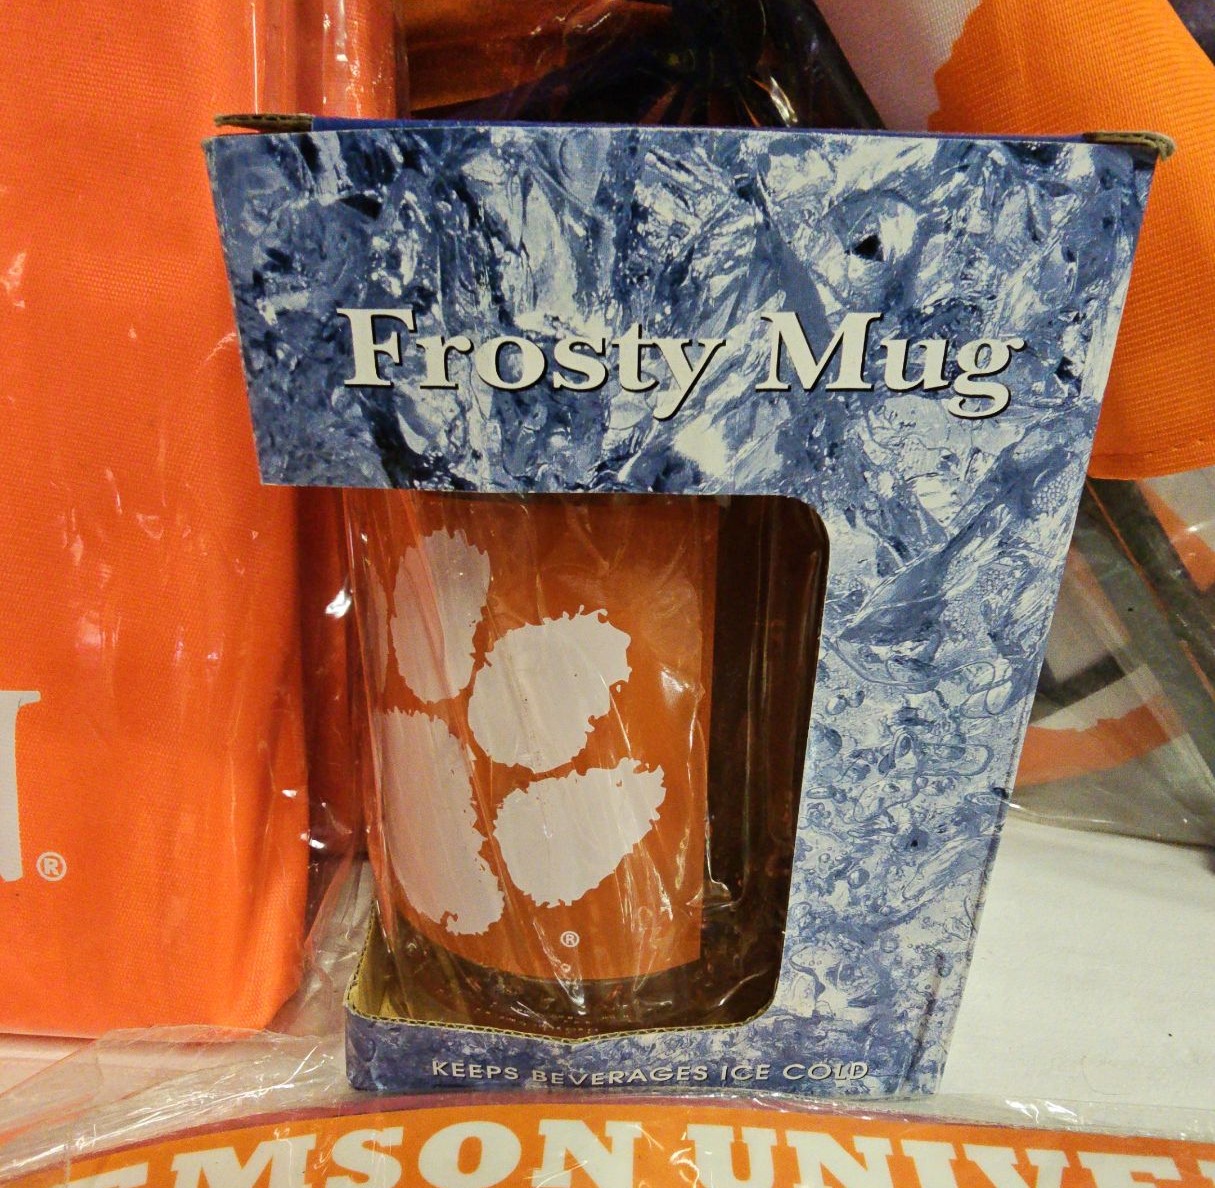 Frosty Mug
®
®
KEEPS BEVERAGES ICE COLD
EMSON UNIVE